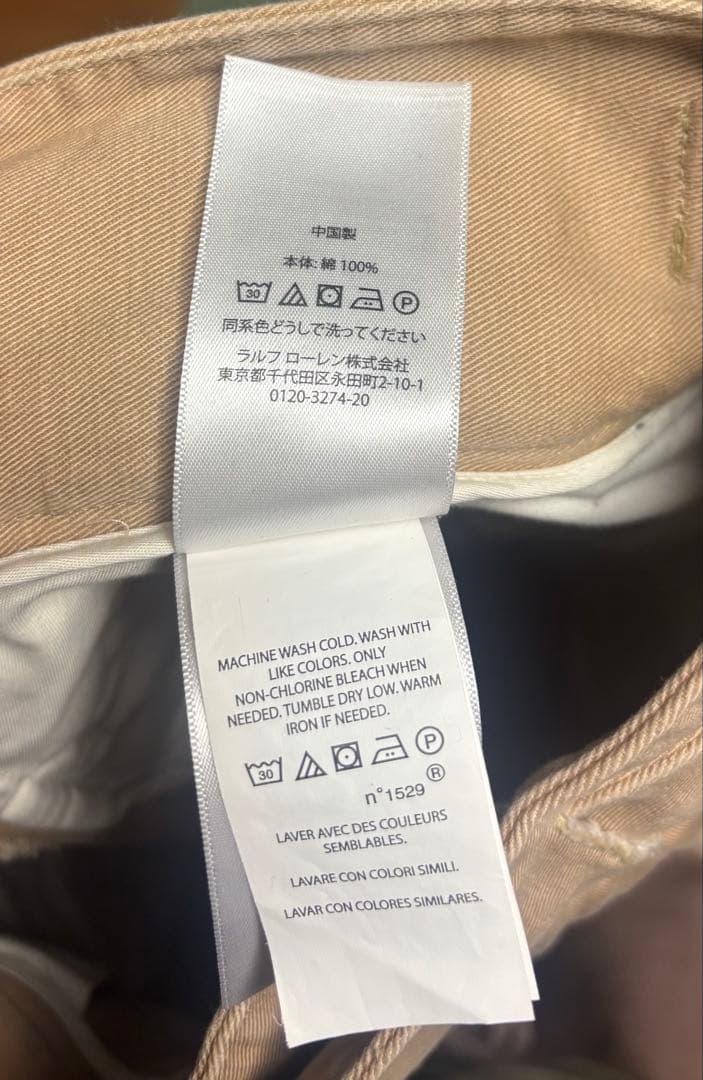 中国製
本体: 綿 100%
30 P
同系色どうしで洗ってください
ラルフ ローレン株式会社
東京都千代田区永田町2-10-1
0120-3274-20
MACHINE WASH COLD. WASH WITH
LIKE COLORS. ONLY
NON-CHLORINE BLEACH WHEN
NEEDED. TUMBLE DRY LOW. WARM
IRON IF NEEDED.
30 P
n°1529 ®
LAVER AVEC DES COULEURS
SEMBLABLES.
LAVARE CON COLORI SIMILI.
LAVAR CON COLORES SIMILARES.